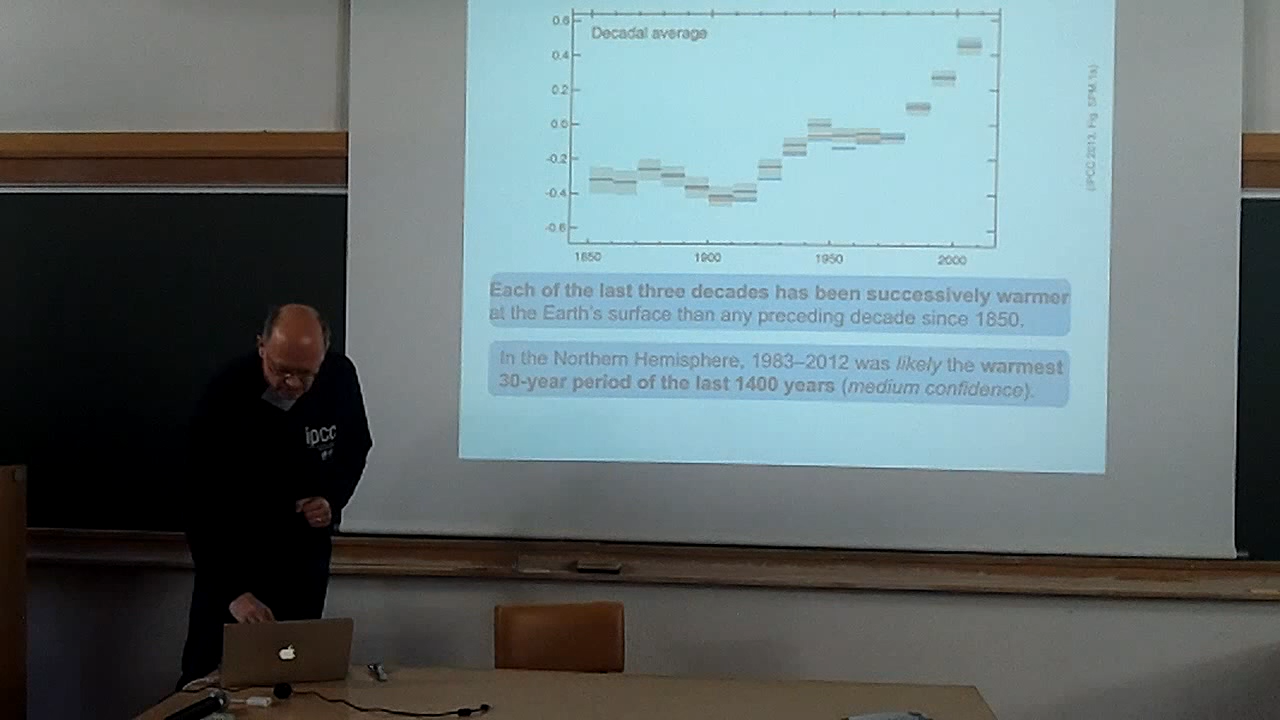 Decadal average
0.6
0.4
0.2
0.0
-0.2
-0.4
-0.6
1850 1900 1950 2000
(IPCC 2013, Fig. SPM.1a)
Each of the last three decades has been successively warmer
at the Earth's surface than any preceding decade since 1850.
In the Northern Hemisphere, 1983–2012 was likely the warmest
30-year period of the last 1400 years (medium confidence).
ipcc